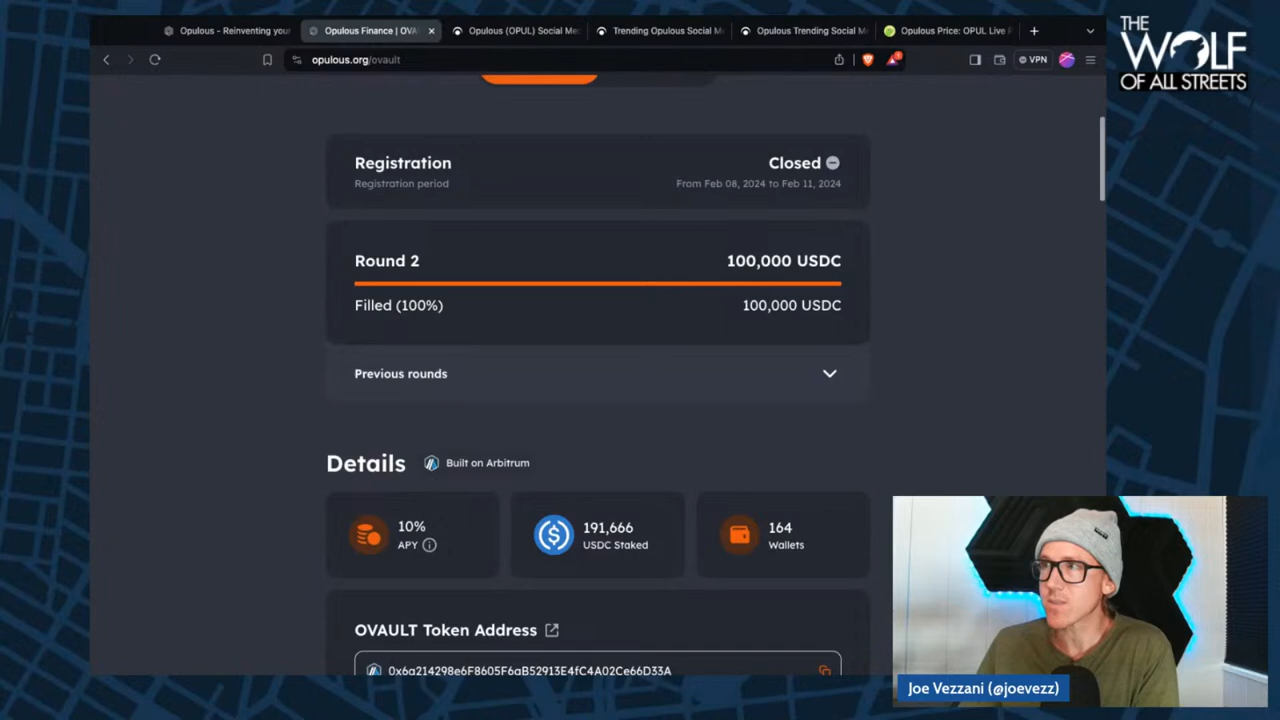 THE
WOLF
OF ALL STREETS
Opulous - Reinventing your
Opulous Finance | OVA
Opulous (OPUL) Social Me
Trending Opulous Social M
Opulous Trending Social M
Opulous Price: OPUL Live P
opulous.org/ovault
1
VPN
Registration
Closed
Registration period
From Feb 08, 2024 to Feb 11, 2024
Round 2
100,000 USDC
Filled (100%)
100,000 USDC
Previous rounds
Details
Built on Arbitrum
10%
APY
191,666
USDC Staked
164
Wallets
OVAULT Token Address
0x6a214298e6F8605F6aB52913E4fC4A02Ce66D33A
Joe Vezzani (@joevezz)